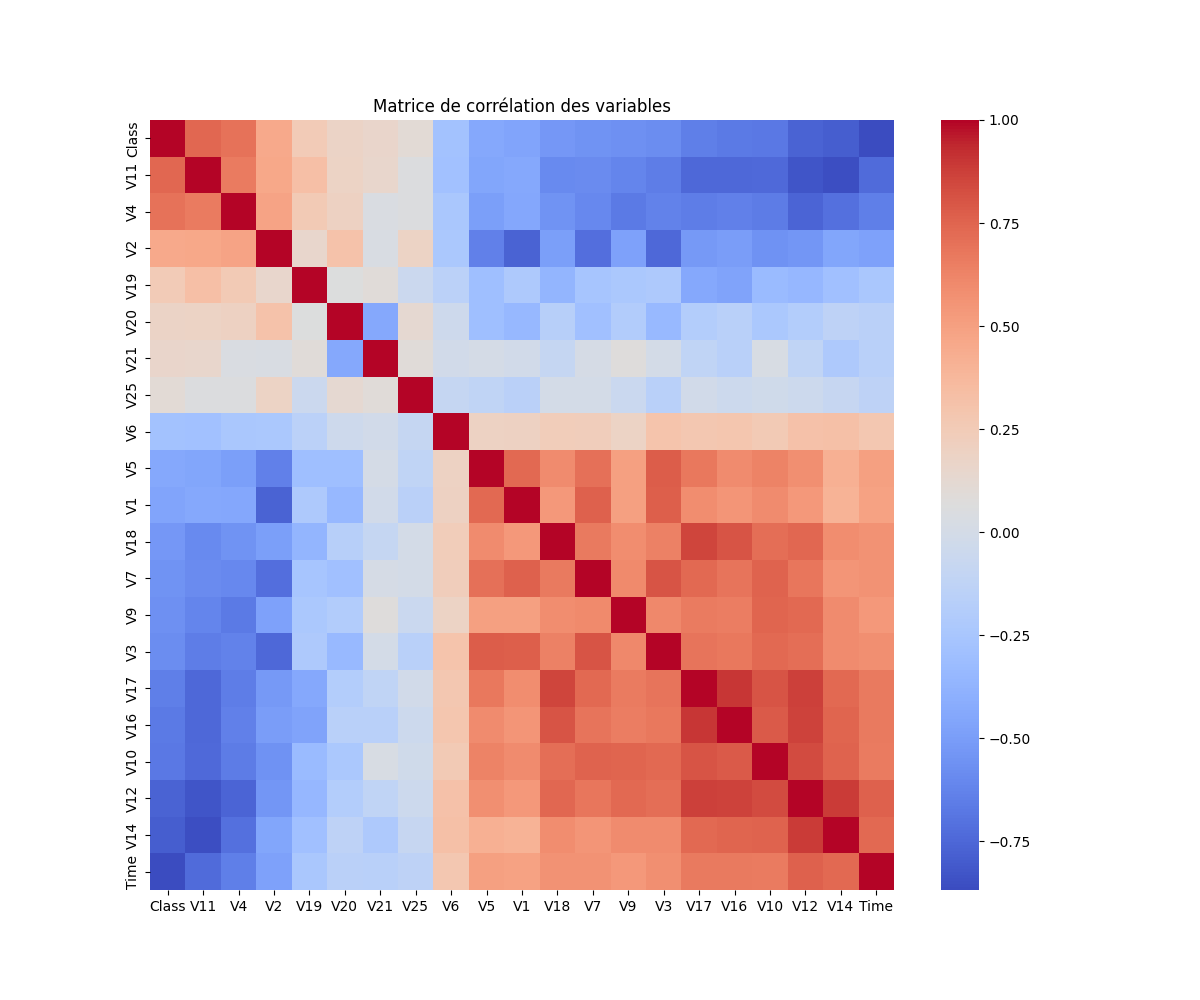 Matrice de corrélation des variables
Class
V11
V4
V2
V19
V20
V21
V25
V6
V5
V1
V18
V7
V9
V3
V17
V16
V10
V12
V14
Time
Class V11 V4 V2 V19 V20 V21 V25 V6 V5 V1 V18 V7 V9 V3 V17 V16 V10 V12 V14 Time
1.00
0.75
0.50
0.25
0.00
−0.25
−0.50
−0.75